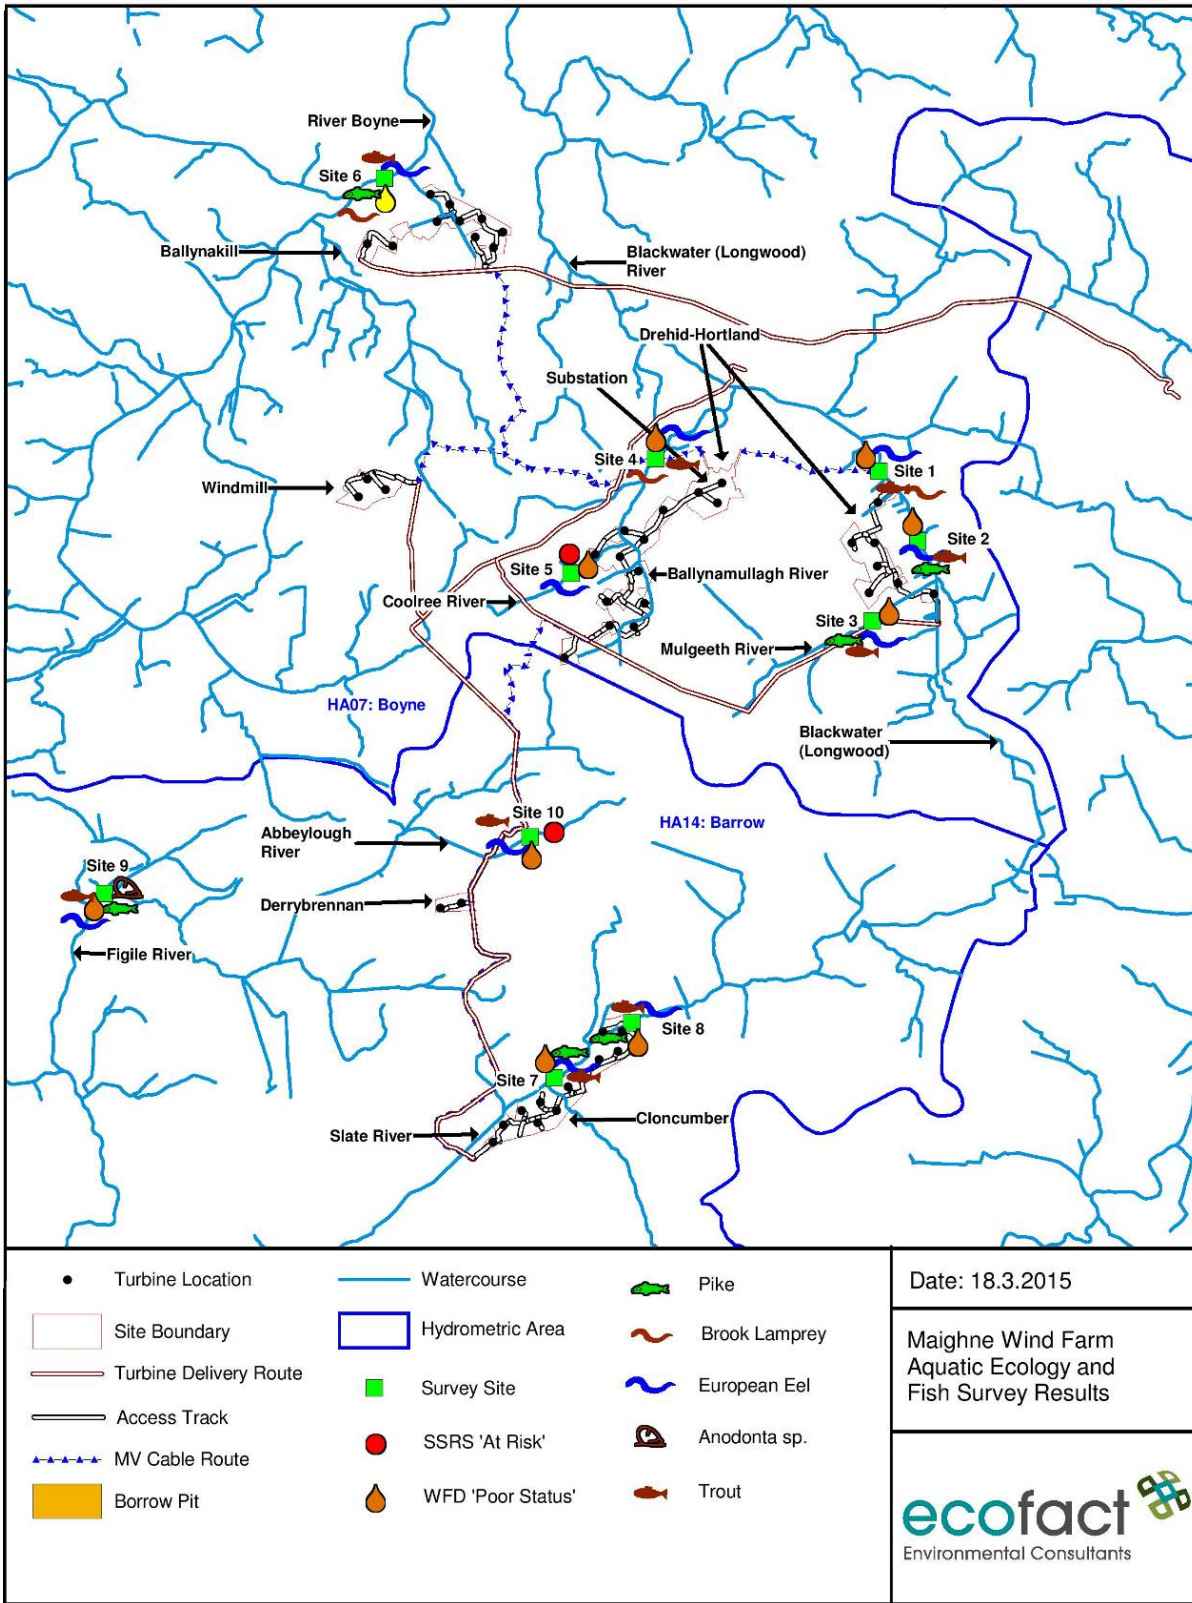 River Boyne
Site 6
Ballynakill
Blackwater (Longwood)
River
Drehid-Hortland
Substation
Site 4
Site 1
Windmill
Site 2
Site 5
Ballynamullagh River
Coolree River
Site 3
Mulgeeth River
HA07: Boyne
Blackwater
(Longwood)
Site 10
HA14: Barrow
Abbeylough
River
Site 9
Derrybrennan
Figile River
Site 8
Site 7
Cloncumber
Slate River
Turbine Location
Site Boundary
Turbine Delivery Route
Access Track
MV Cable Route
Borrow Pit
Watercourse
Hydrometric Area
Survey Site
SSRS 'At Risk'
WFD 'Poor Status'
Pike
Brook Lamprey
European Eel
Anodonta sp.
Trout
Date: 18.3.2015
Maighne Wind Farm
Aquatic Ecology and
Fish Survey Results
ecofact
Environmental Consultants